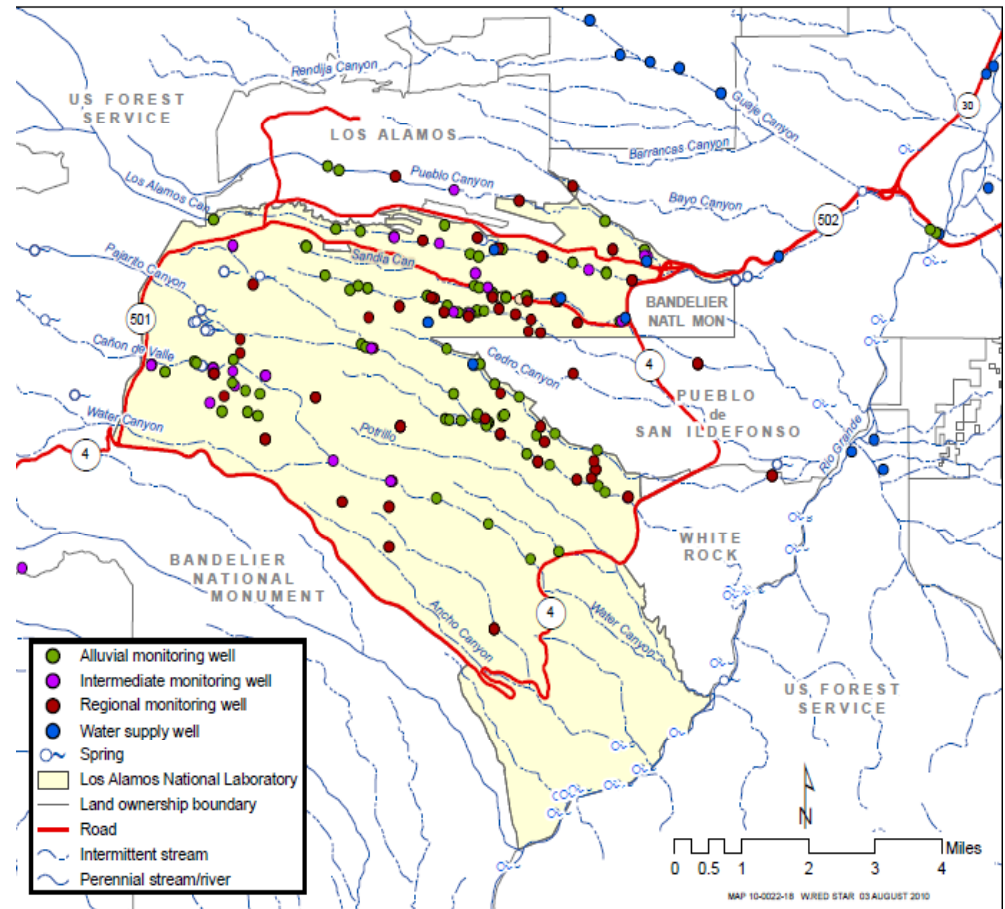 Rendija Canyon
US FOREST
SERVICE
30
Guaje Canyon
LOS ALAMOS
Barrancas Canyon
Pueblo Canyon
Los Alamos Can
Bayo Canyon
502
Sandia Can
Pajarito Canyon
BANDELIER
NATL MON
501
Cañon de Valle
Cedro Canyon
4
PUEBLO
de
SAN ILDEFONSO
Water Canyon
Potrillo
Rio Grande
4
WHITE
ROCK
BANDELIER
NATIONAL
MONUMENT
Ancho Canyon
4
Water Canyon
US FOREST
SERVICE
Alluvial monitoring well
Intermediate monitoring well
Regional monitoring well
Water supply well
Spring
Los Alamos National Laboratory
Land ownership boundary
Road
Intermittent stream
Perennial stream/river
N
Miles
0 0.5 1 2 3 4
MAP 10-0022-18 W.RED STAR 03 AUGUST 2010